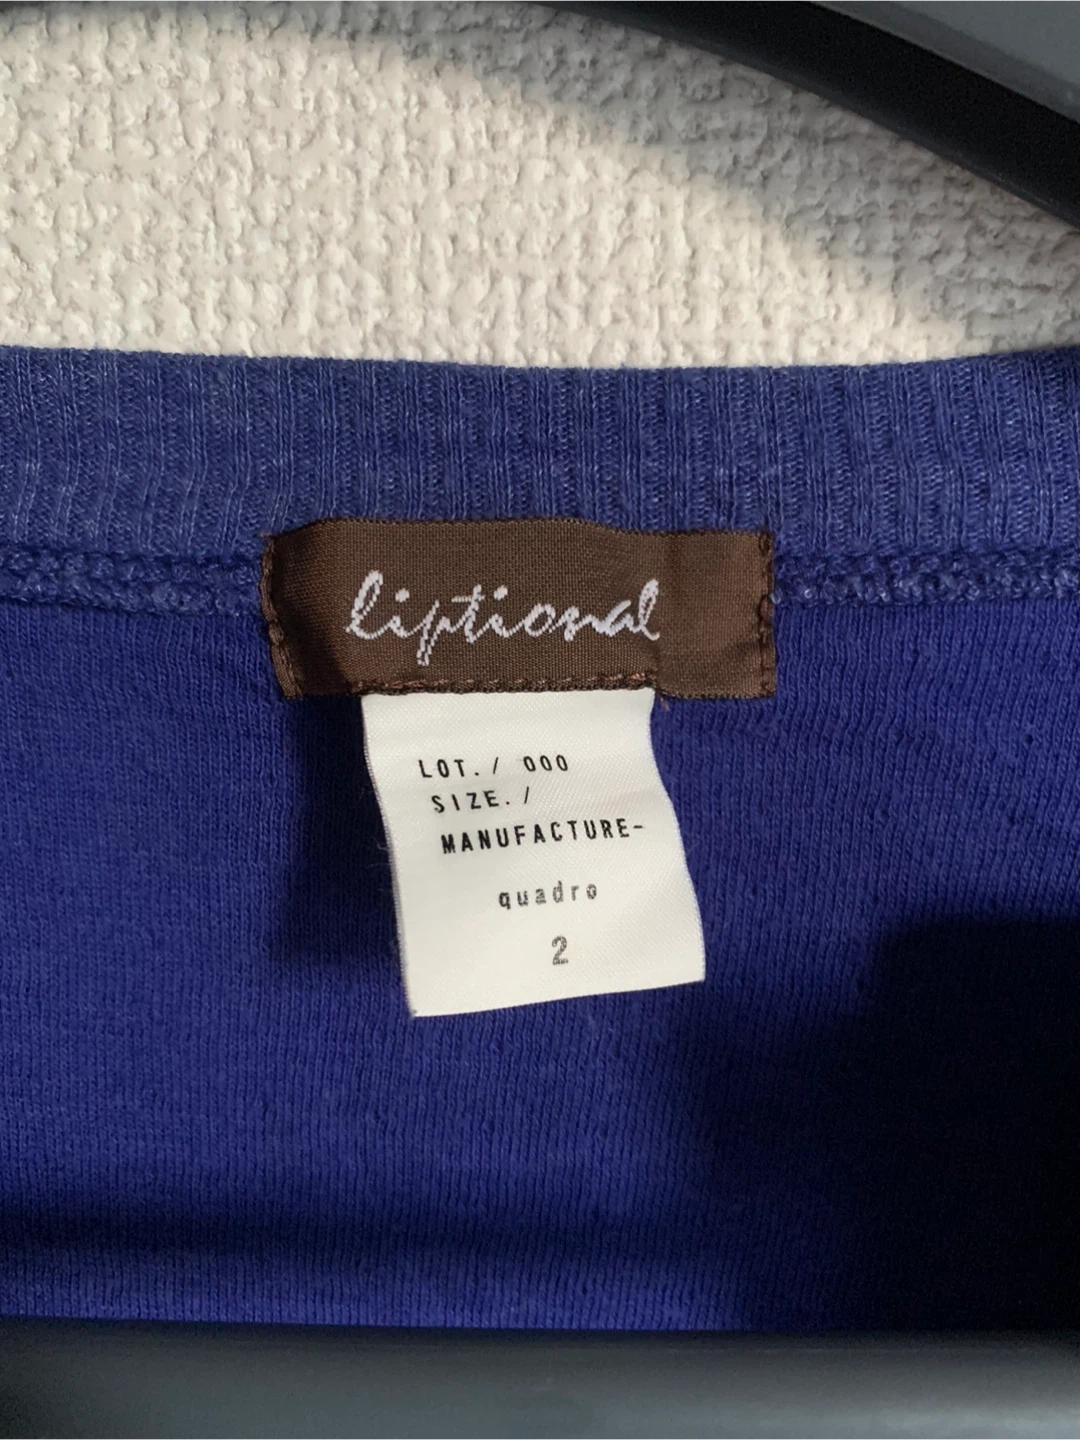 liptional
LOT./ 000
SIZE./
MANUFACTURE-
quadro
2